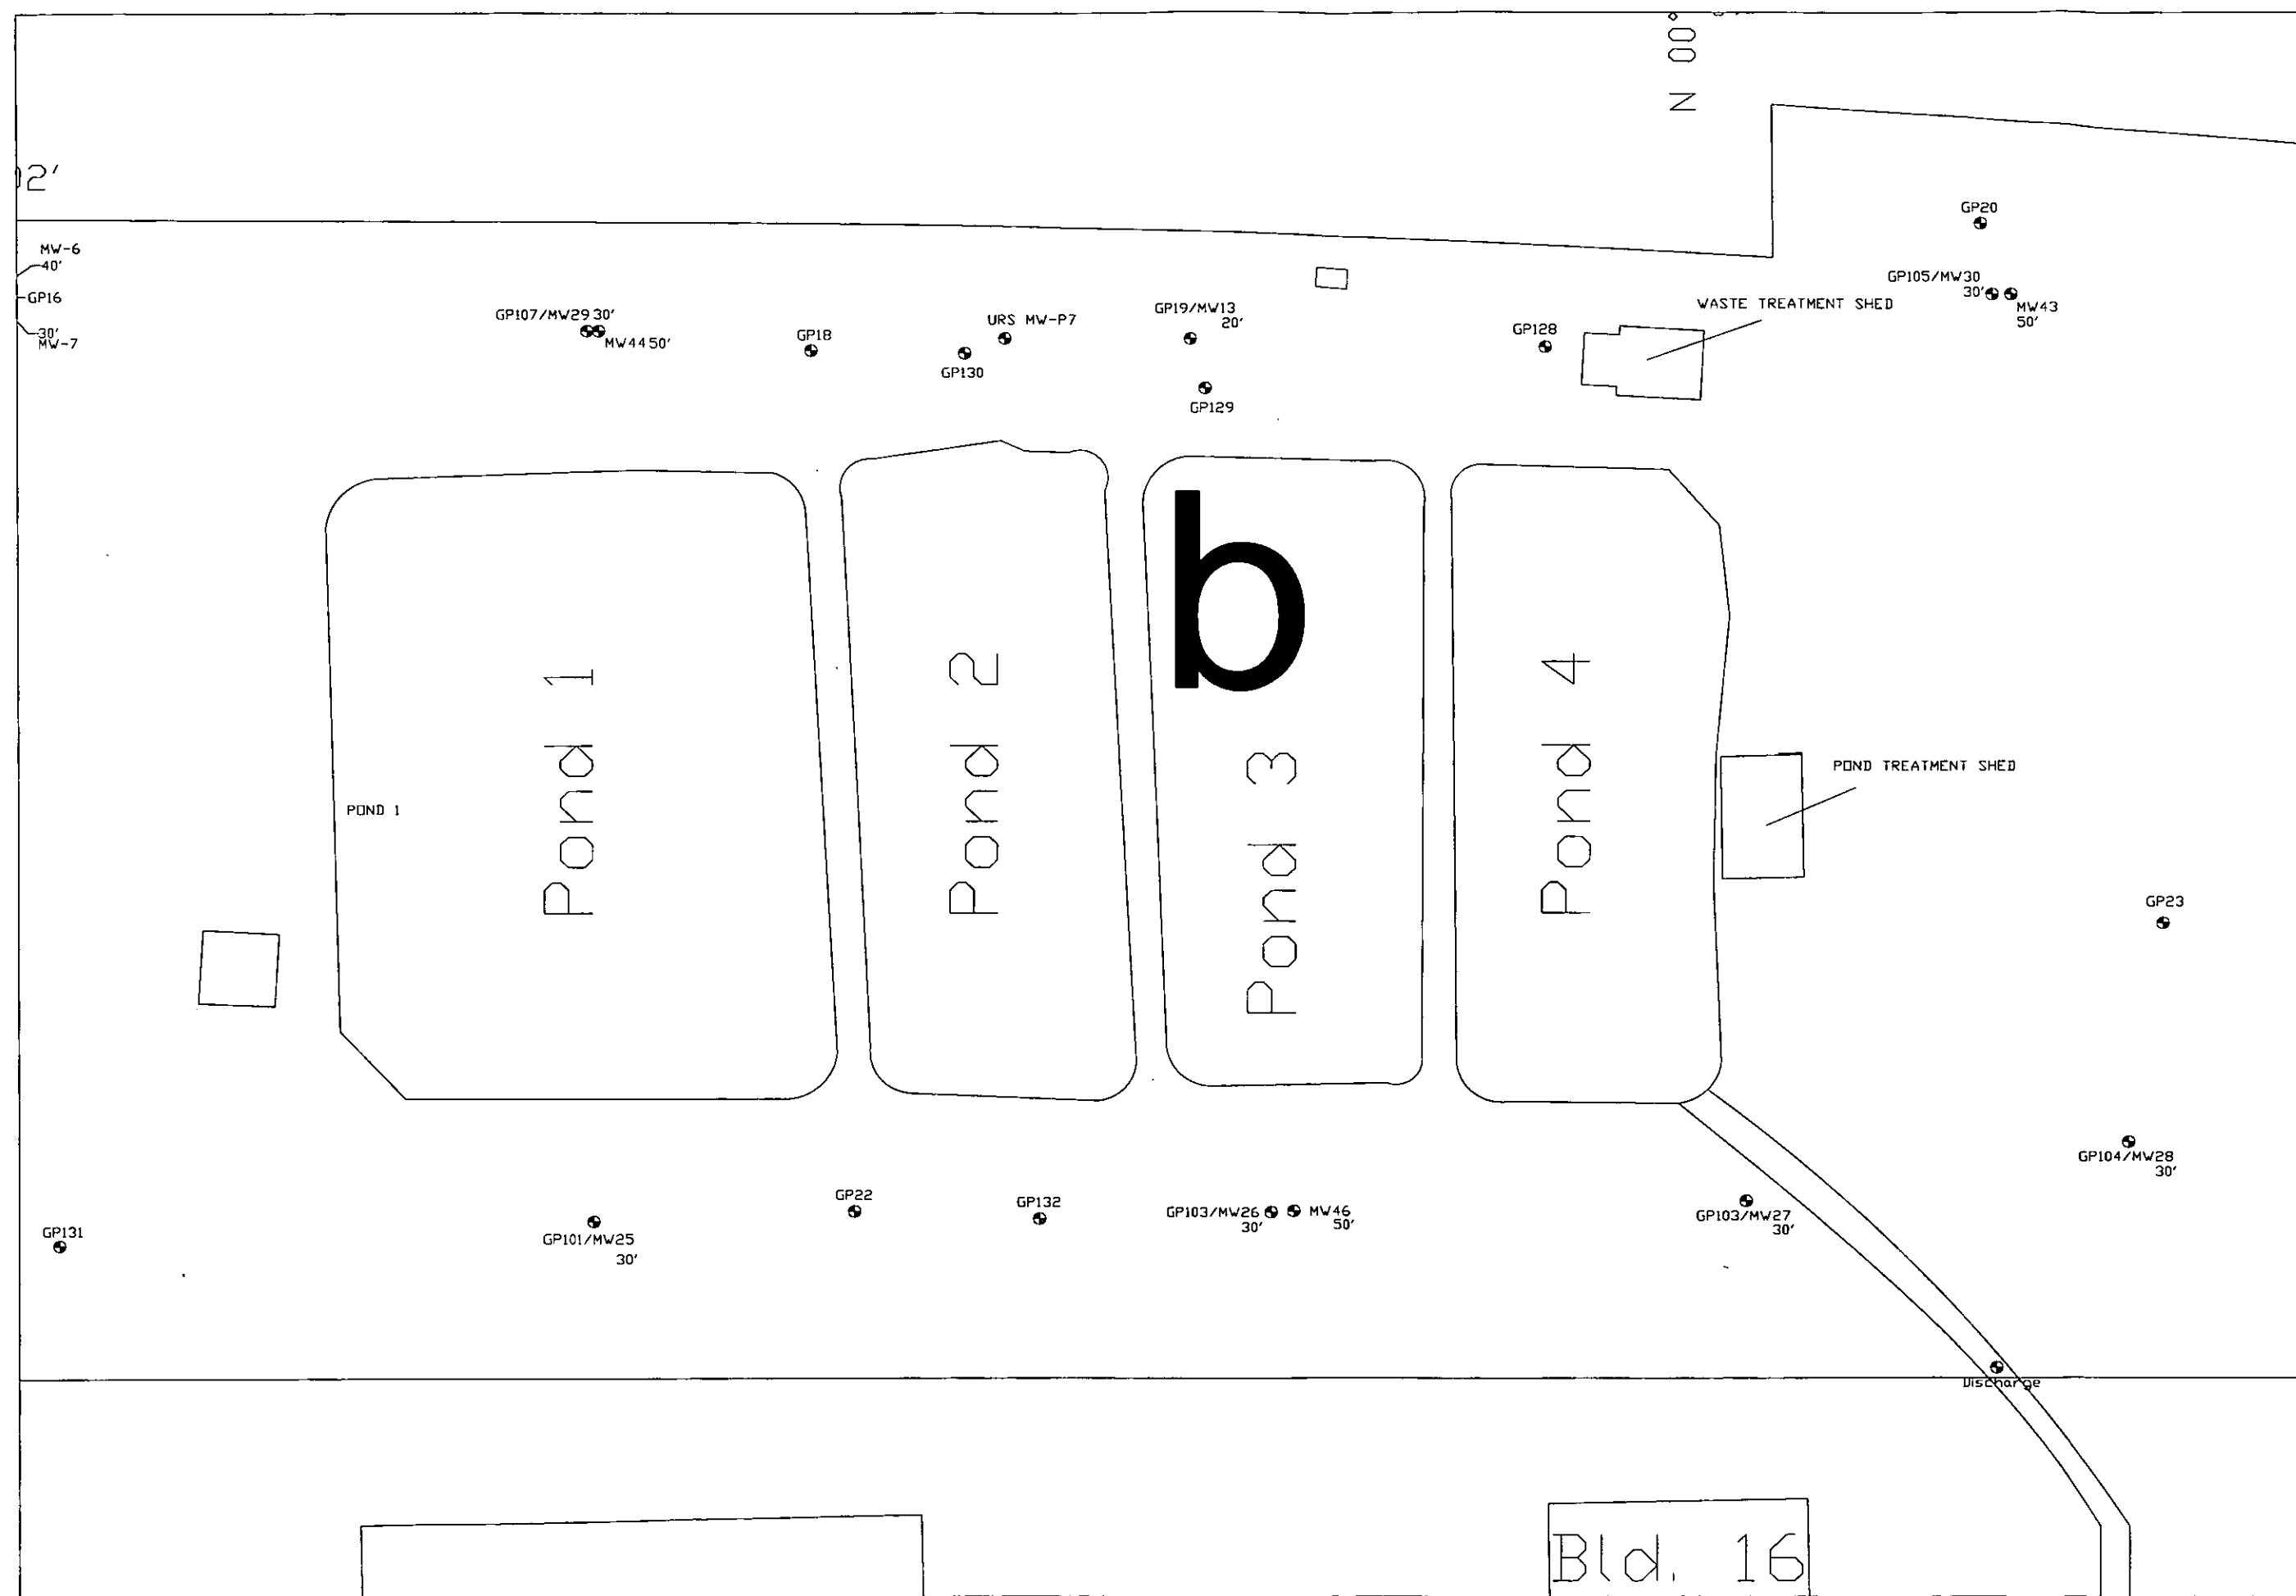 N 00°
02'
GP20
MW-6
40'
GP16
30'
MW-7
GP105/MW30
30'
MW43
50'
WASTE TREATMENT SHED
GP107/MW29 30'
MW44 50'
GP18
URS MW-P7
GP130
GP19/MW13
20'
GP129
GP128
b
Pond 1
Pond 2
Pond 3
Pond 4
POND 1
POND TREATMENT SHED
GP23
GP104/MW28
30'
GP131
GP101/MW25
30'
GP22
GP132
GP103/MW26
30'
MW46
50'
GP103/MW27
30'
Discharge
Bld. 16